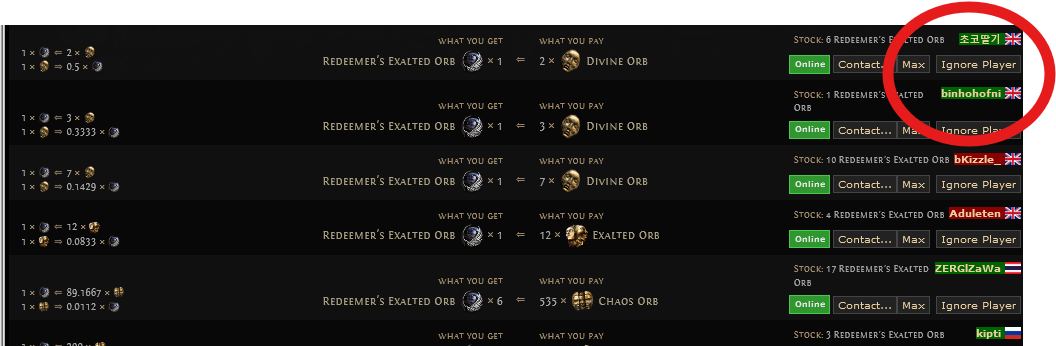 WHAT YOU GET WHAT YOU PAY STOCK: 6 REDEEMER'S EXALTED ORB 초코딸기
1 × ⇐ 2 ×
1 × ⇒ 0.5 ×
REDEEMER'S EXALTED ORB × 1 ⇐ 2 × DIVINE ORB
Online Contact... Max Ignore Player
WHAT YOU GET WHAT YOU PAY STOCK: 1 REDEEMER'S EXALTED ORB binhohofni
1 × ⇐ 3 ×
1 × ⇒ 0.3333 ×
REDEEMER'S EXALTED ORB × 1 ⇐ 3 × DIVINE ORB
Online Contact... Max Ignore Player
WHAT YOU GET WHAT YOU PAY STOCK: 10 REDEEMER'S EXALTED ORB bKizzle_
1 × ⇐ 7 ×
1 × ⇒ 0.1429 ×
REDEEMER'S EXALTED ORB × 1 ⇐ 7 × DIVINE ORB
Online Contact... Max Ignore Player
WHAT YOU GET WHAT YOU PAY STOCK: 4 REDEEMER'S EXALTED ORB Aduleten
1 × ⇐ 12 ×
1 × ⇒ 0.0833 ×
REDEEMER'S EXALTED ORB × 1 ⇐ 12 × EXALTED ORB
Online Contact... Max Ignore Player
WHAT YOU GET WHAT YOU PAY STOCK: 17 REDEEMER'S EXALTED ORB ZERGlZaWa
1 × ⇐ 89.1667 ×
1 × ⇒ 0.0112 ×
REDEEMER'S EXALTED ORB × 6 ⇐ 535 × CHAOS ORB
Online Contact... Max Ignore Player
WHAT YOU GET WHAT YOU PAY STOCK: 3 REDEEMER'S EXALTED ORB kipti